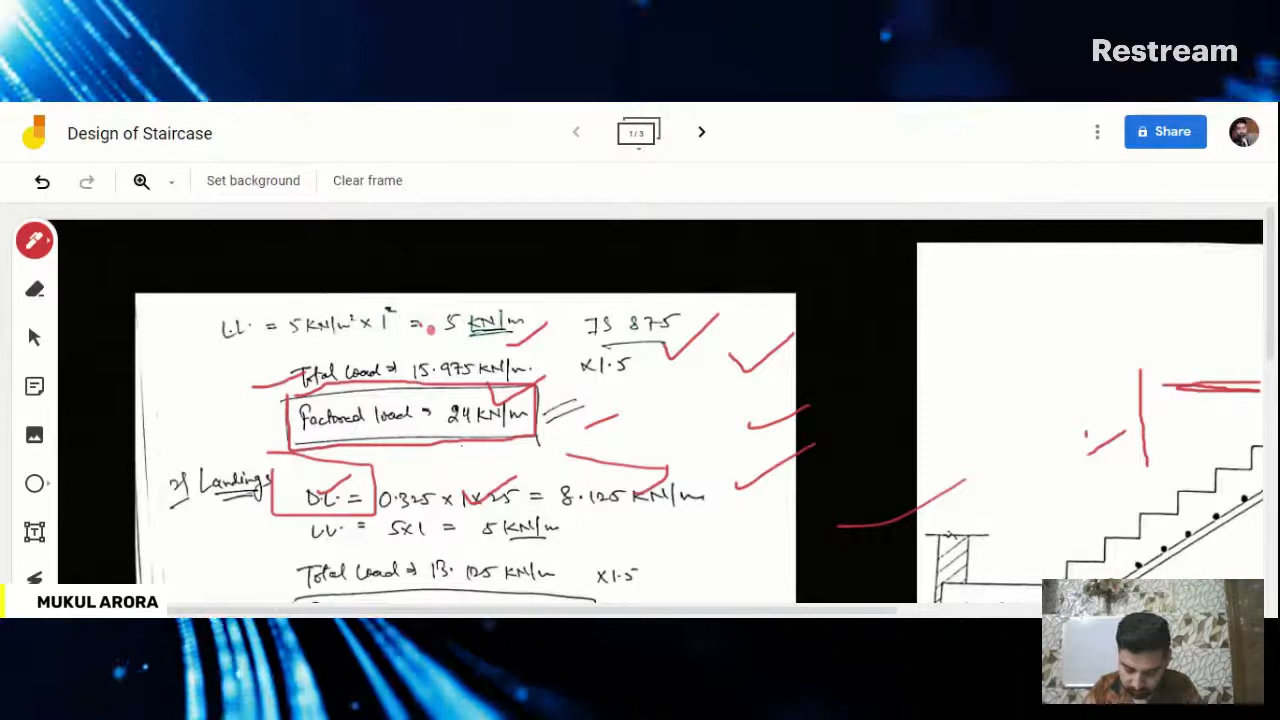 Restream
Design of Staircase
1/3
Share
Set background
Clear frame
L.L. = 5 KN/m² × 1 = 5 KN/m
IS 875
Total load ⇒ 15.975 KN/m.
×1.5
Factored load = 24 KN/m
2) Landings
D.L. = 0.325 × 1 × 25 = 8.125 KN/m
L.L. = 5×1 = 5 KN/m
Total load ⇒ 13.125 KN/m
×1.5
MUKUL ARORA